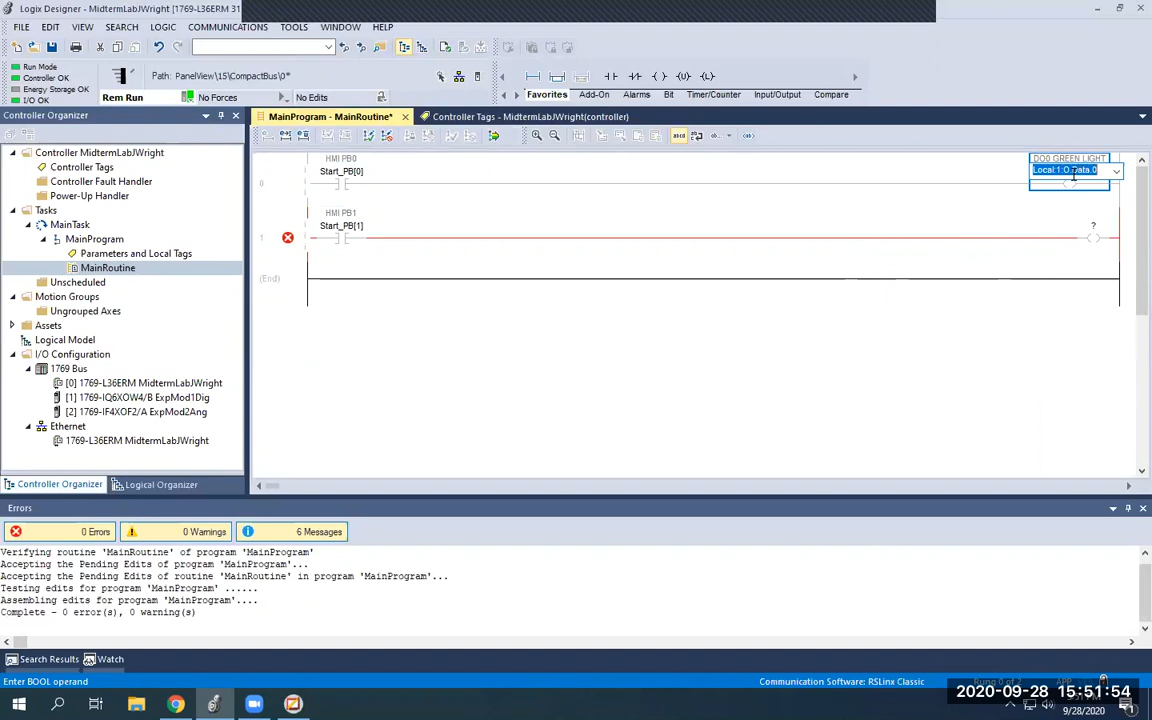 Logix Designer - MidtermLabJWright [1769-L36ERM 31
FILE EDIT VIEW SEARCH LOGIC COMMUNICATIONS TOOLS WINDOW HELP
Run Mode
Controller OK
Energy Storage OK
I/O OK
Path: PanelView\15\CompactBus\0*
Rem Run
No Forces
No Edits
Favorites Add-On Alarms Bit Timer/Counter Input/Output Compare
Controller Organizer
MainProgram - MainRoutine*
Controller Tags - MidtermLabJWright(controller)
Controller MidtermLabJWright
Controller Tags
Controller Fault Handler
Power-Up Handler
Tasks
MainTask
MainProgram
Parameters and Local Tags
MainRoutine
Unscheduled
Motion Groups
Ungrouped Axes
Assets
Logical Model
I/O Configuration
1769 Bus
[0] 1769-L36ERM MidtermLabJWright
[1] 1769-IQ6XOW4/B ExpMod1Dig
[2] 1769-IF4XOF2/A ExpMod2Ang
Ethernet
1769-L36ERM MidtermLabJWright
Controller Organizer
Logical Organizer
HMI PB0
Start_PB[0]
DO0 GREEN LIGHT
Local:1:O.Data.0
0
HMI PB1
Start_PB[1]
?
1
(End)
Errors
0 Errors
0 Warnings
6 Messages
Verifying routine 'MainRoutine' of program 'MainProgram'
Accepting the Pending Edits of program 'MainProgram'...
Accepting the Pending Edits of routine 'MainRoutine' in program 'MainProgram'...
Testing edits for program 'MainProgram' ......
Assembling edits for program 'MainProgram'....
Complete - 0 error(s), 0 warning(s)
Search Results
Watch
Enter BOOL operand
Communication Software: RSLinx Classic
Rung 0 of 2
APP
2020-09-28 15:51:54
9/28/2020